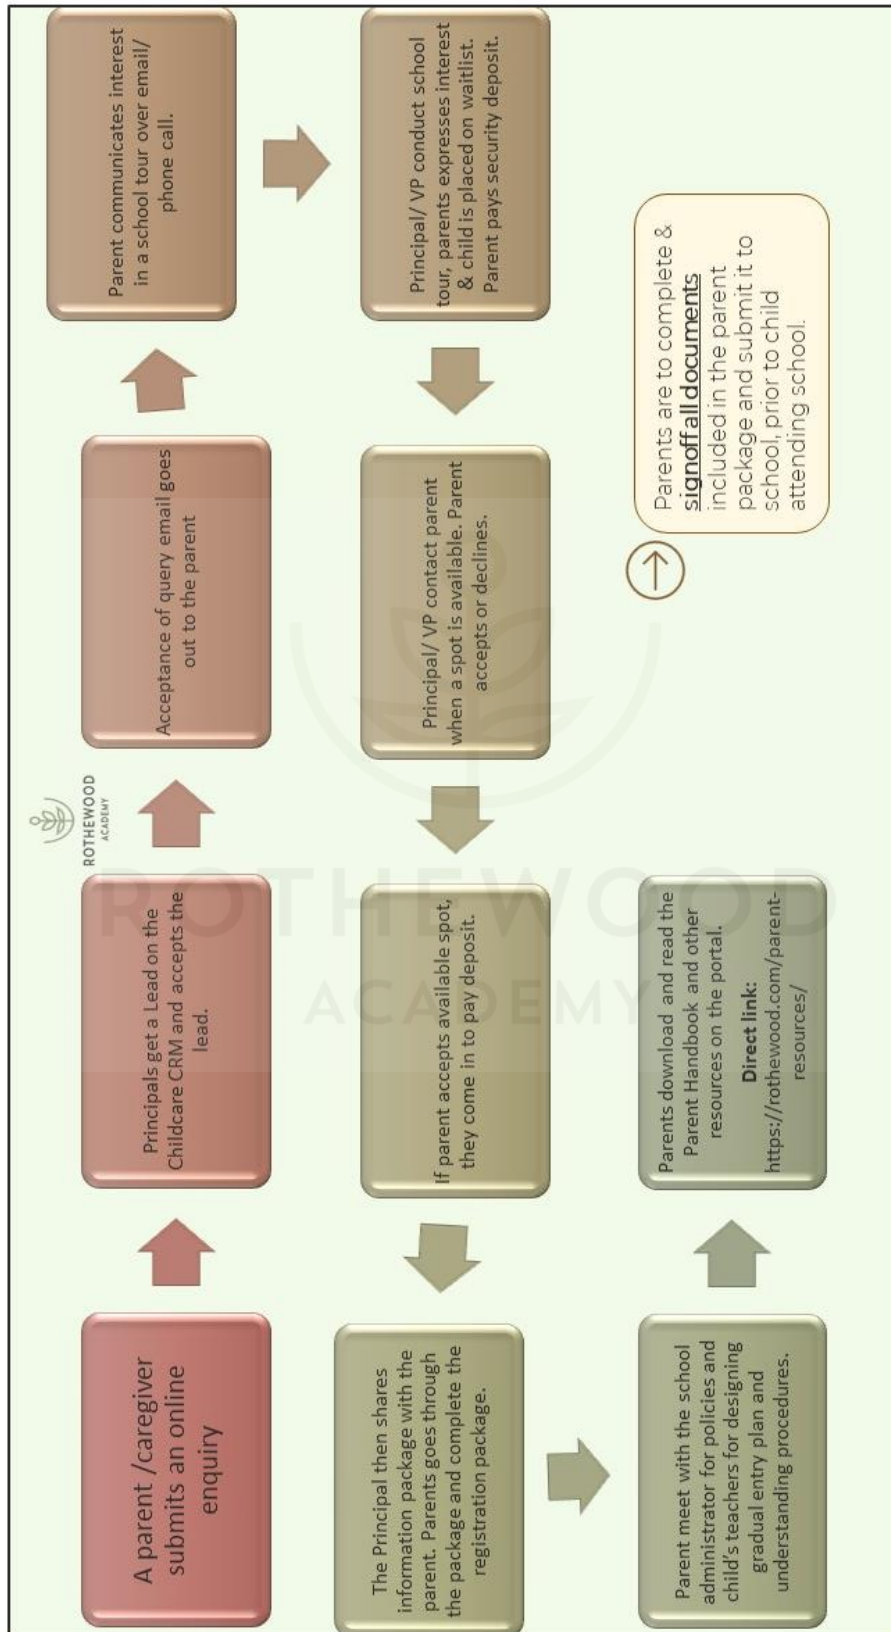 ROTHEWOOD
ACADEMY
A parent /caregiver
submits an online
enquiry
Principals get a Lead on the
Childcare CRM and accepts the
lead.
Acceptance of query email goes
out to the parent
Parent communicates interest
in a school tour over email/
phone call.
Principal/ VP conduct school
tour, parents expresses interest
& child is placed on waitlist.
Parent pays security deposit.
Principal/ VP contact parent
when a spot is available. Parent
accepts or declines.
If parent accepts available spot,
they come in to pay deposit.
The Principal then shares
information package with the
parent. Parents goes through
the package and complete the
registration package.
Parent meet with the school
administrator for policies and
child's teachers for designing
gradual entry plan and
understanding procedures.
Parents download and read the
Parent Handbook and other
resources on the portal.
Direct link:
https://rothewood.com/parent-
resources/
Parents are to complete &
signoff all documents
included in the parent
package and submit it to
school, prior to child
attending school.
ROTHEWOOD
ACADEMY